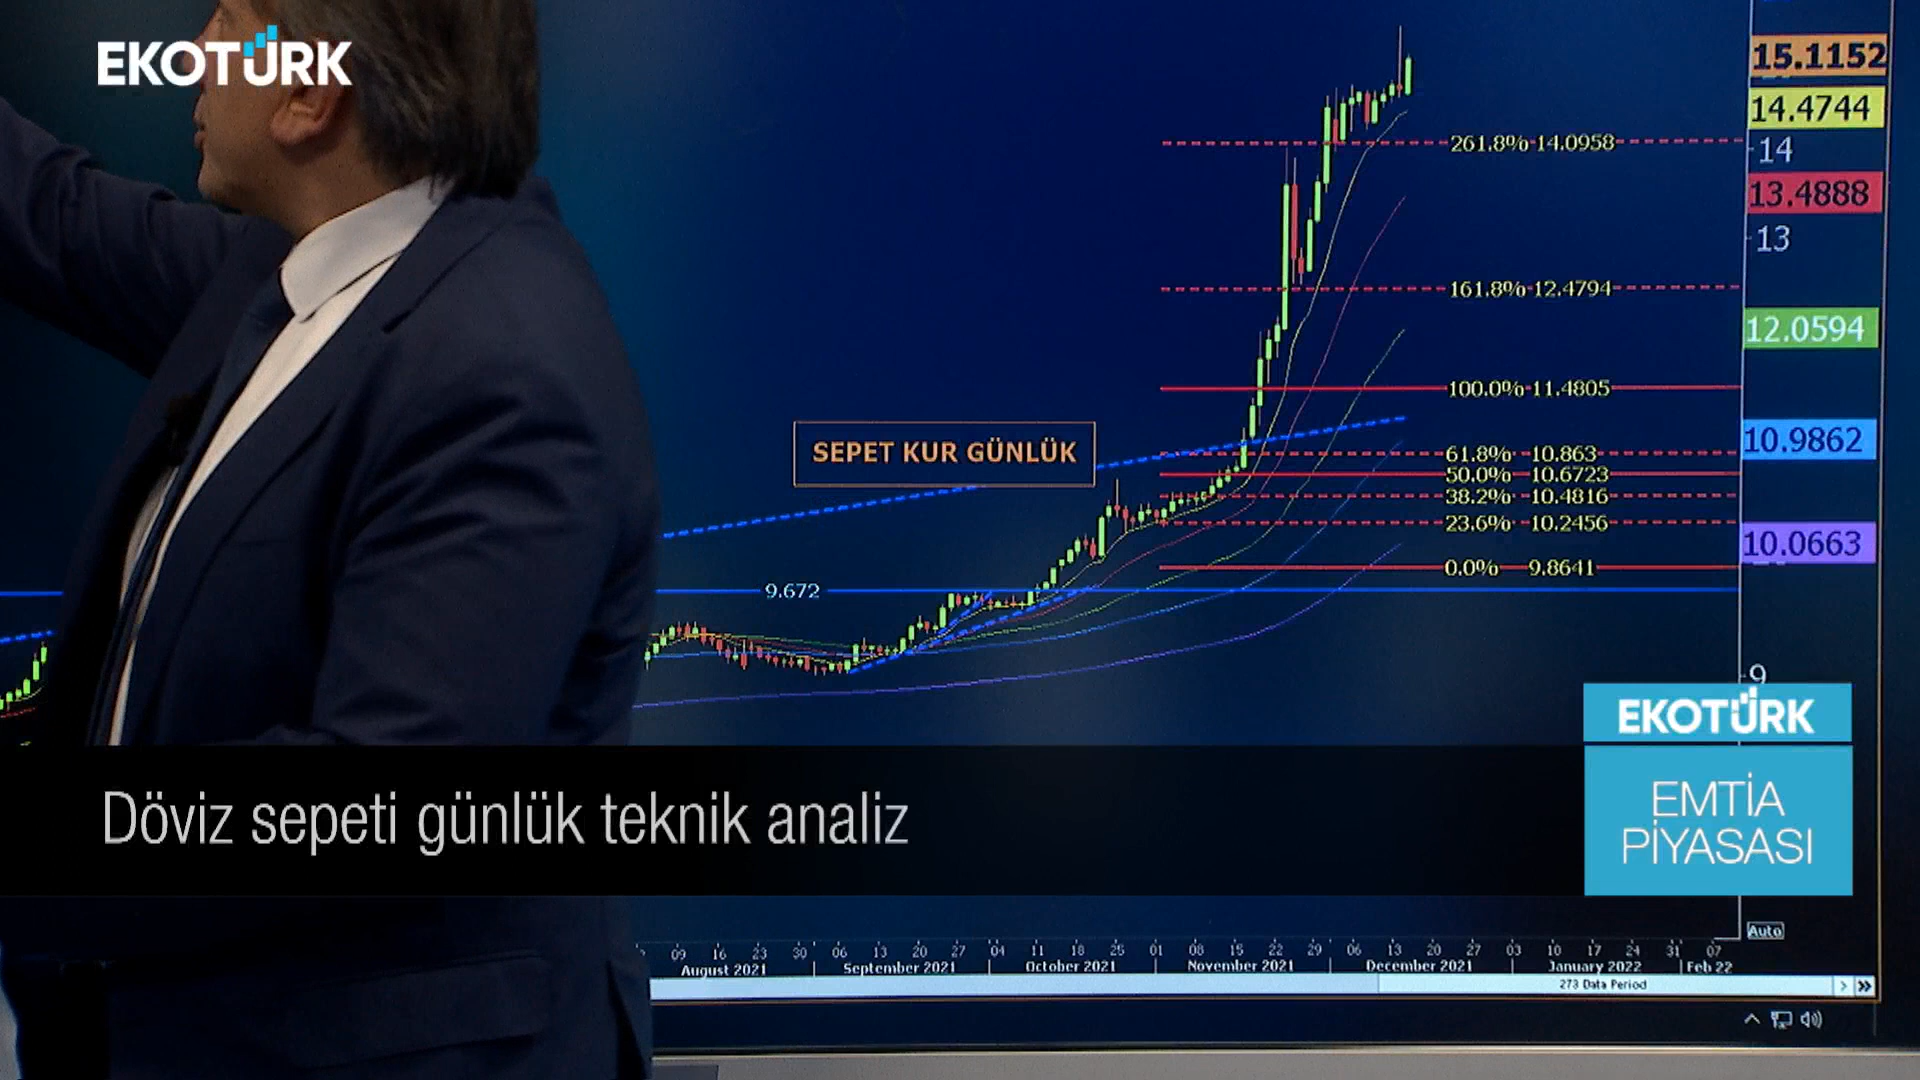 EKOTÜRK
15.1152
14.4744
261.8% 14.0958
14
13.4888
13
161.8% 12.4794
12.0594
100.0% 11.4805
SEPET KUR GÜNLÜK
10.9862
61.8% 10.863
50.0% 10.6723
38.2% 10.4816
23.6% 10.2456
10.0663
0.0% 9.8641
9.672
9
EKOTÜRK
EMTİA
PİYASASI
Döviz sepeti günlük teknik analiz
Auto
09 16 23 30 06 13 20 27 04 11 18 25 01 08 15 22 29 06 13 20 27 03 10 17 24 31 07
August 2021 September 2021 October 2021 November 2021 December 2021 January 2022 Feb 22
273 Data Period